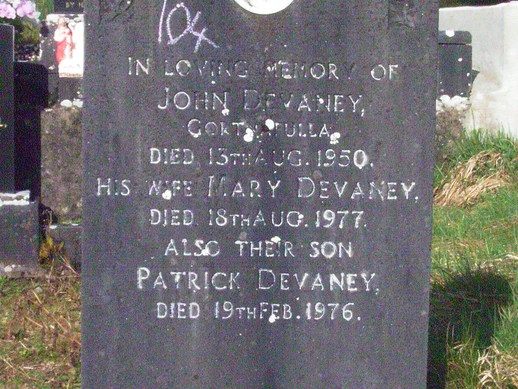 104
IN LOVING MEMORY OF
JOHN DEVANEY,
GORTNAFULLA
DIED 13TH AUG. 1950.
HIS WIFE MARY DEVANEY.
DIED 18TH AUG. 1977.
ALSO THEIR SON
PATRICK DEVANEY.
DIED 19TH FEB. 1976.